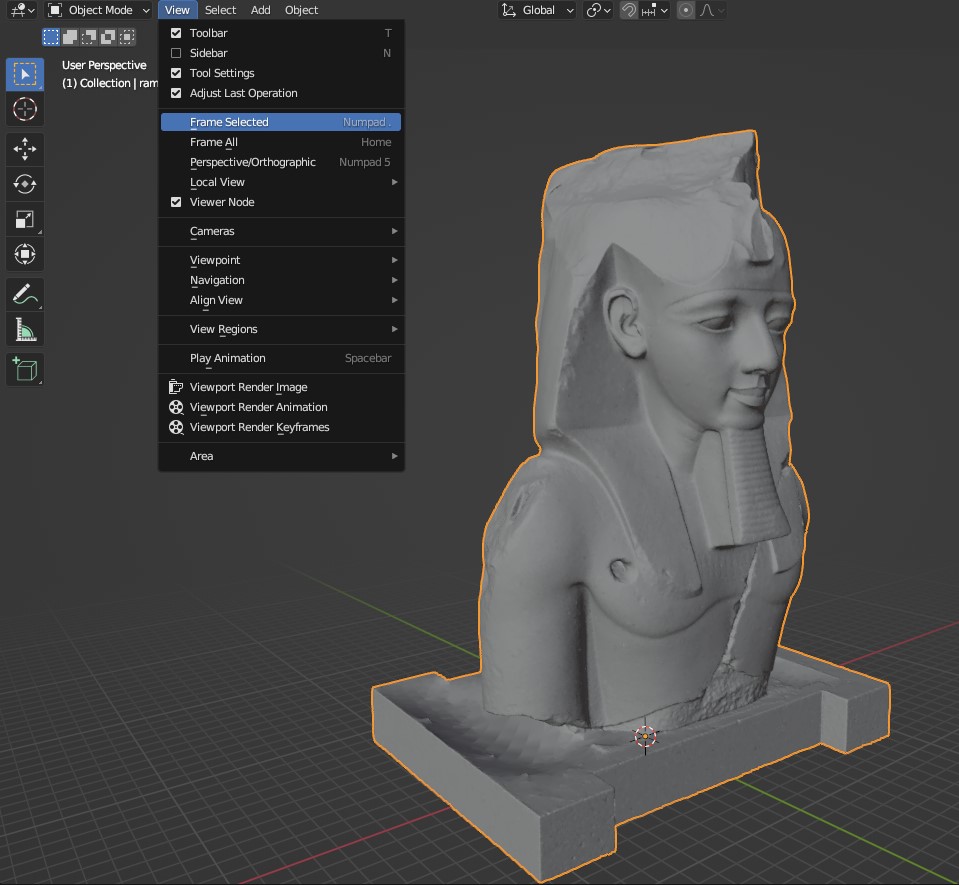 Object Mode View Select Add Object Global
User Perspective
(1) Collection | ram
Toolbar T
Sidebar N
Tool Settings
Adjust Last Operation
Frame Selected Numpad .
Frame All Home
Perspective/Orthographic Numpad 5
Local View
Viewer Node
Cameras
Viewpoint
Navigation
Align View
View Regions
Play Animation Spacebar
Viewport Render Image
Viewport Render Animation
Viewport Render Keyframes
Area